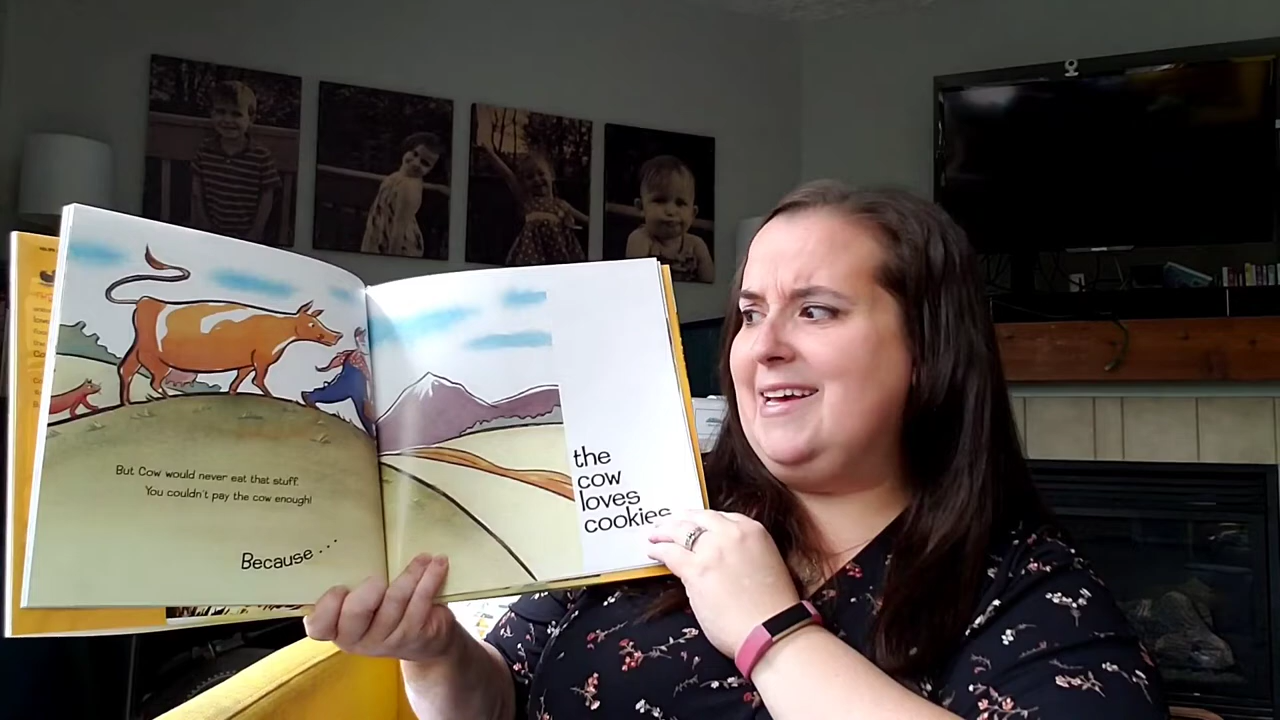 But Cow would never eat that stuff.
You couldn't pay the cow enough!
Because...
the
cow
loves
cookies